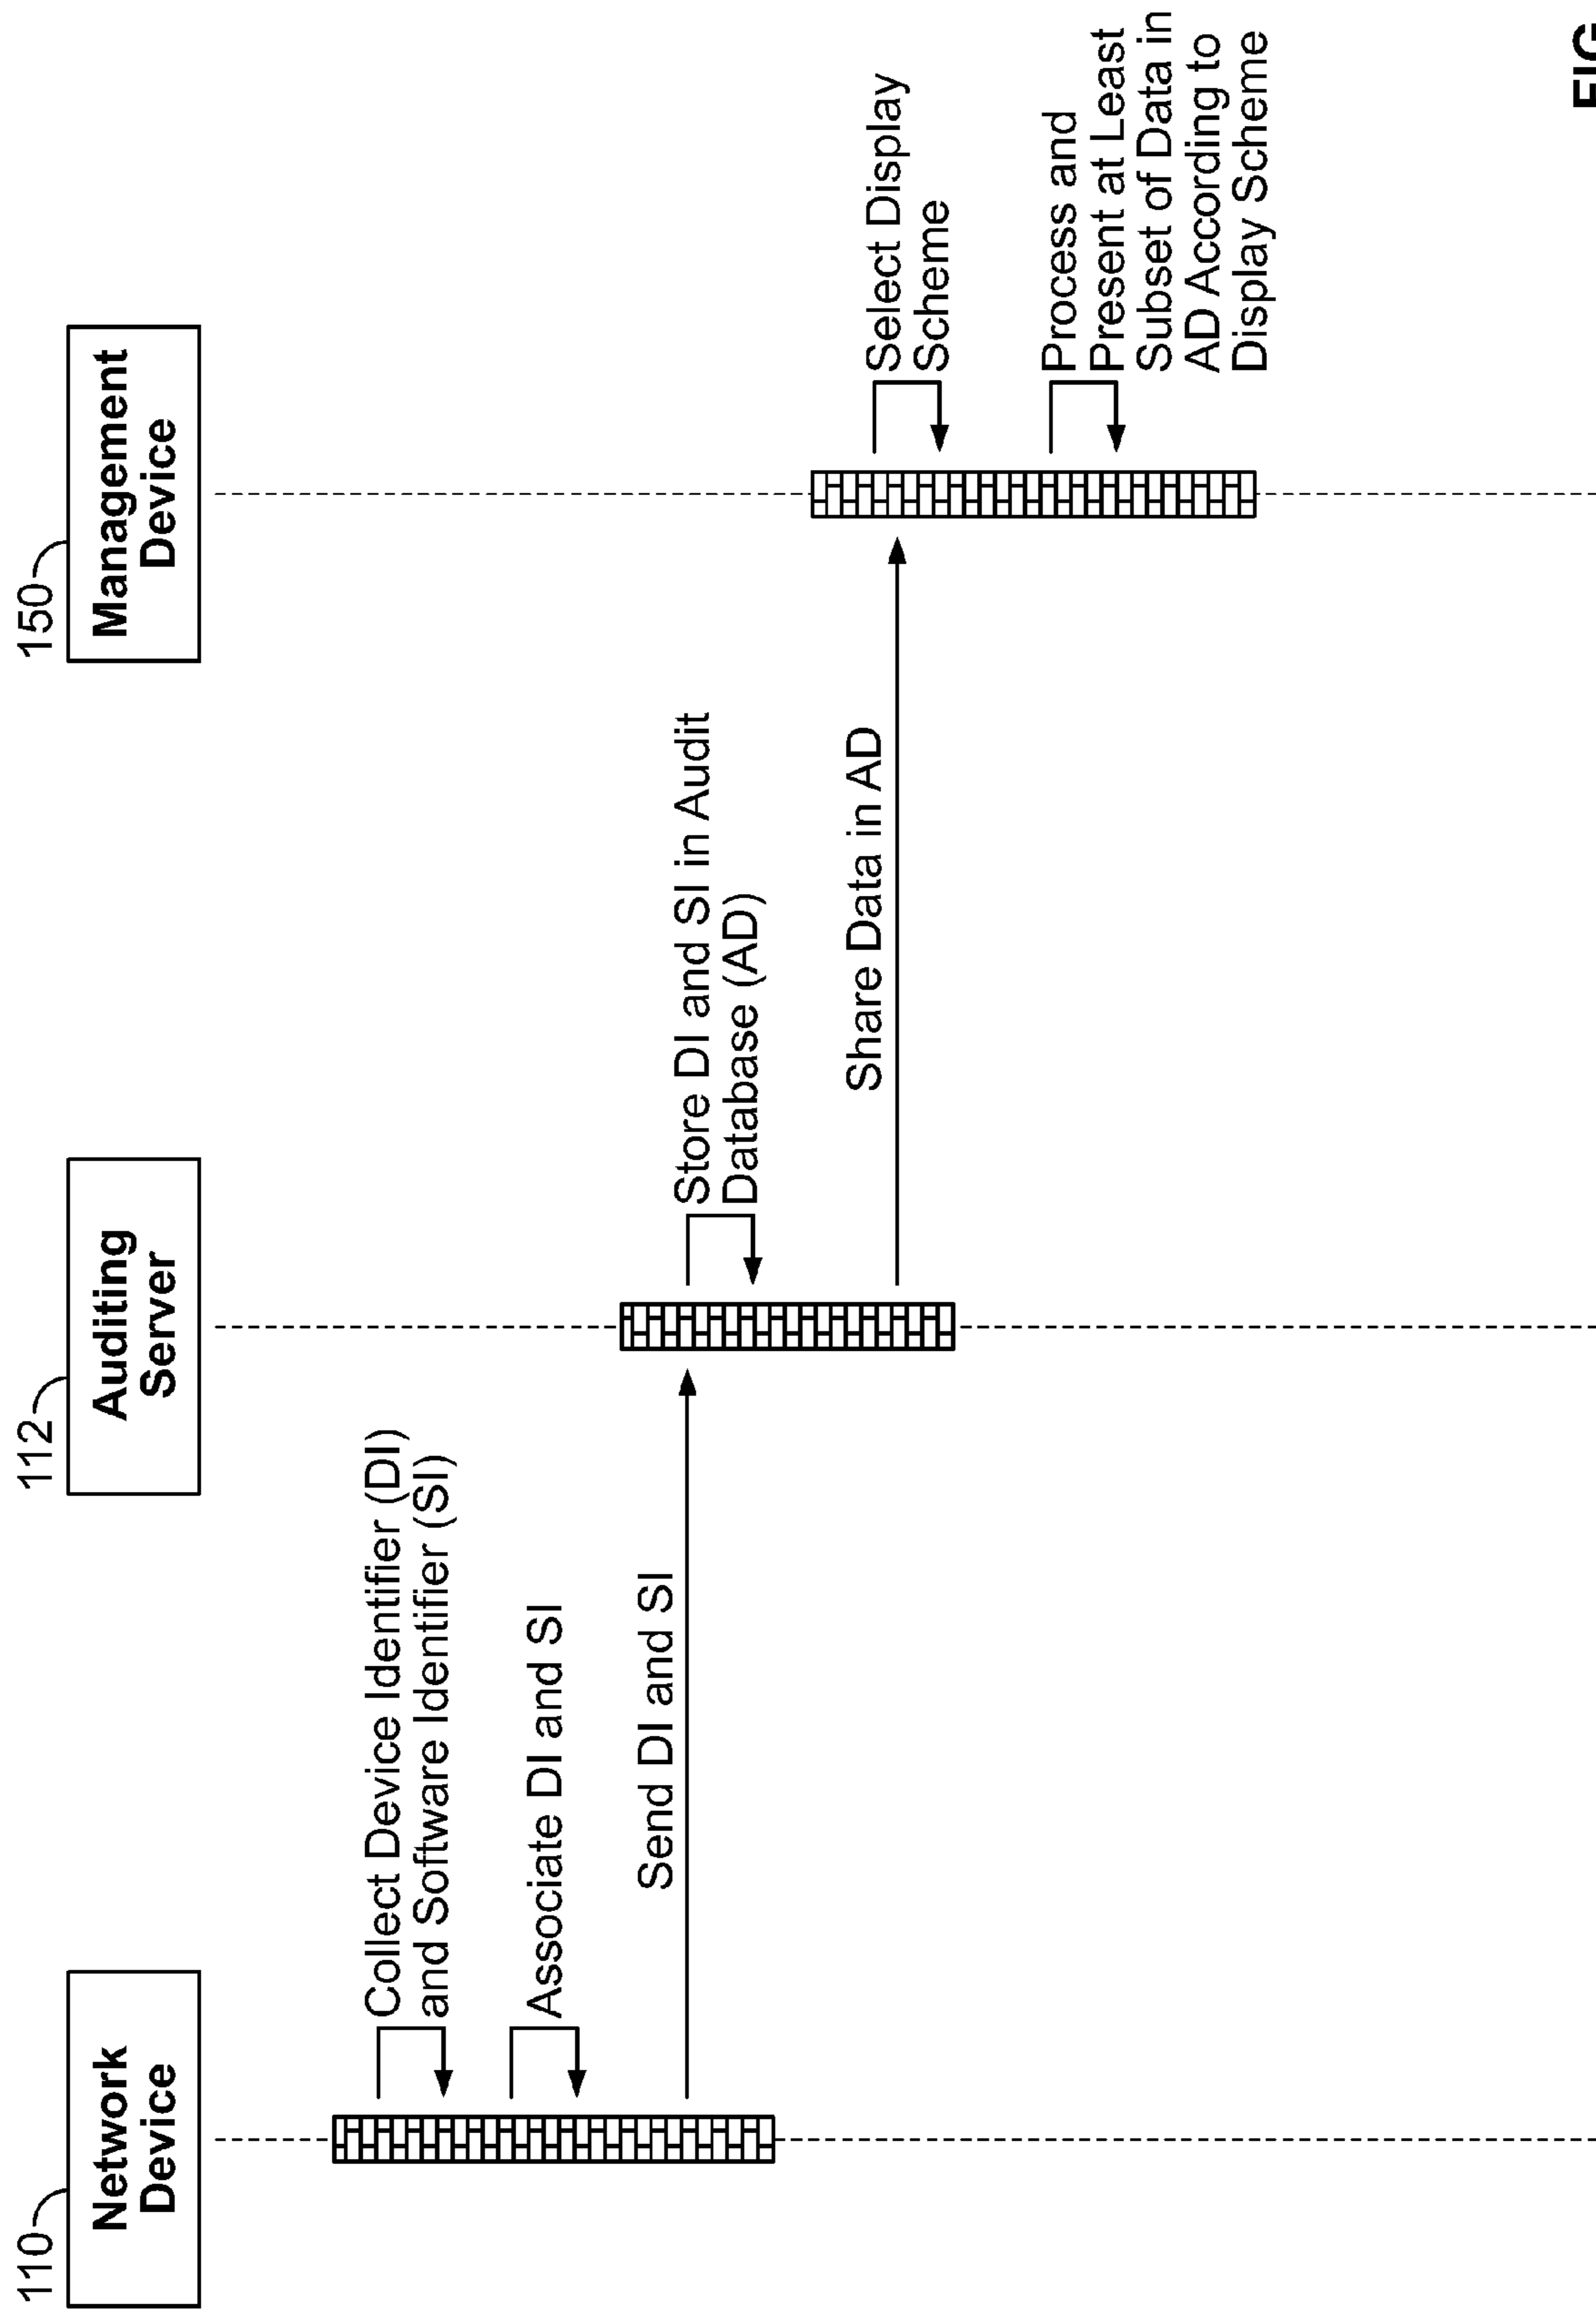 110
Network
Device
112
Auditing
Server
150
Management
Device
Collect Device Identifier (DI)
and Software Identifier (SI)
Associate DI and SI
Send DI and SI
Store DI and SI in Audit
Database (AD)
Share Data in AD
Select Display
Scheme
Process and
Present at Least
Subset of Data in
AD According to
Display Scheme
FIG